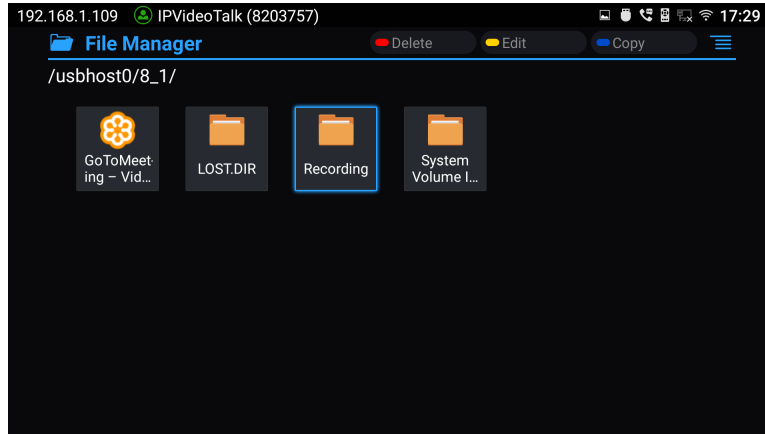 192.168.1.109 IPVideoTalk (8203757) 17:29
File Manager Delete Edit Copy
/usbhost0/8_1/
GoToMeet-
ing – Vid...
LOST.DIR
Recording
System
Volume I...